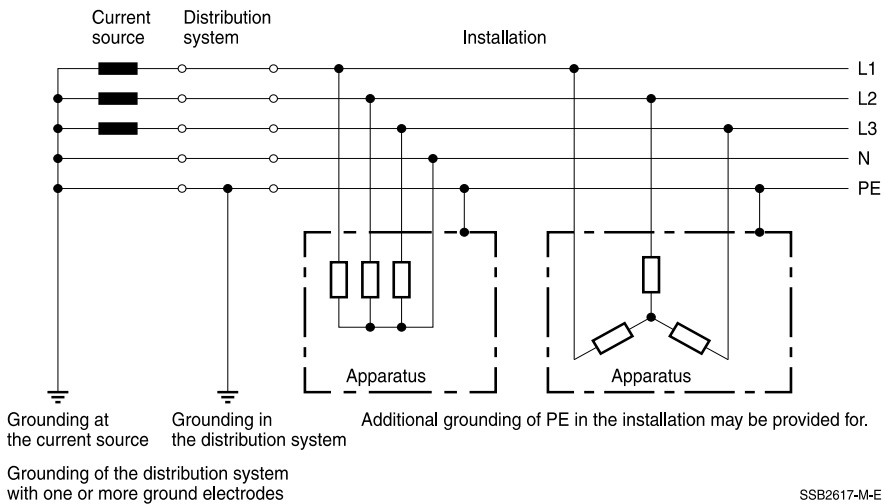 Current
source
Distribution
system
Installation
L1
L2
L3
N
PE
Apparatus
Apparatus
Grounding at
the current source
Grounding in
the distribution system
Additional grounding of PE in the installation may be provided for.
Grounding of the distribution system
with one or more ground electrodes
SSB2617-M-E